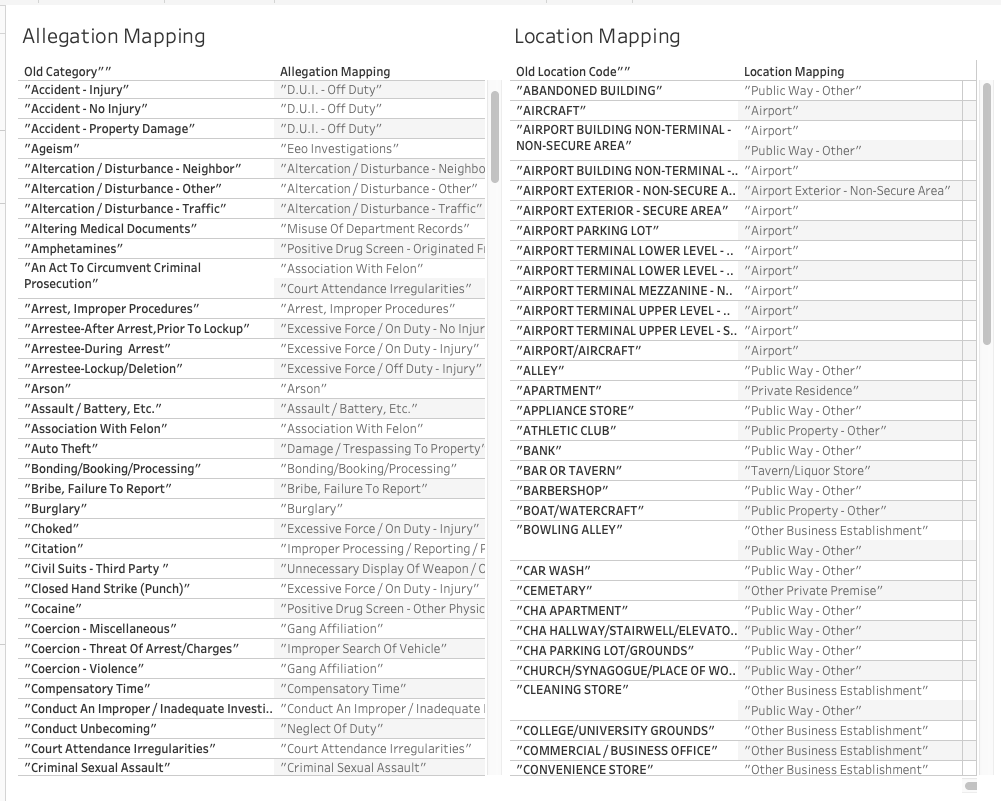 Allegation Mapping
Old Category”” Allegation Mapping
”Accident - Injury” ”D.U.I. - Off Duty”
”Accident - No Injury” ”D.U.I. - Off Duty”
”Accident - Property Damage” ”D.U.I. - Off Duty”
”Ageism” ”Eeo Investigations”
”Altercation / Disturbance - Neighbor” ”Altercation / Disturbance - Neighbo
”Altercation / Disturbance - Other” ”Altercation / Disturbance - Other”
”Altercation / Disturbance - Traffic” ”Altercation / Disturbance - Traffic”
”Altering Medical Documents” ”Misuse Of Department Records”
”Amphetamines” ”Positive Drug Screen - Originated Fr
”An Act To Circumvent Criminal ”Association With Felon”
Prosecution” ”Court Attendance Irregularities”
”Arrest, Improper Procedures” ”Arrest, Improper Procedures”
”Arrestee-After Arrest,Prior To Lockup” ”Excessive Force / On Duty - No Injur
”Arrestee-During  Arrest” ”Excessive Force / On Duty - Injury”
”Arrestee-Lockup/Deletion” ”Excessive Force / Off Duty - Injury”
”Arson” ”Arson”
”Assault / Battery, Etc.” ”Assault / Battery, Etc.”
”Association With Felon” ”Association With Felon”
”Auto Theft” ”Damage / Trespassing To Property”
”Bonding/Booking/Processing” ”Bonding/Booking/Processing”
”Bribe, Failure To Report” ”Bribe, Failure To Report”
”Burglary” ”Burglary”
”Choked” ”Excessive Force / On Duty - Injury”
”Citation” ”Improper Processing / Reporting / P
”Civil Suits - Third Party ” ”Unnecessary Display Of Weapon / O
”Closed Hand Strike (Punch)” ”Excessive Force / On Duty - Injury”
”Cocaine” ”Positive Drug Screen - Other Physic
”Coercion - Miscellaneous” ”Gang Affiliation”
”Coercion - Threat Of Arrest/Charges” ”Improper Search Of Vehicle”
”Coercion - Violence” ”Gang Affiliation”
”Compensatory Time” ”Compensatory Time”
”Conduct An Improper / Inadequate Investi.. ”Conduct An Improper / Inadequate I
”Conduct Unbecoming” ”Neglect Of Duty”
”Court Attendance Irregularities” ”Court Attendance Irregularities”
”Criminal Sexual Assault” ”Criminal Sexual Assault”
Location Mapping
Old Location Code”” Location Mapping
”ABANDONED BUILDING” ”Public Way - Other”
”AIRCRAFT” ”Airport”
”AIRPORT BUILDING NON-TERMINAL - ”Airport”
NON-SECURE AREA” ”Public Way - Other”
”AIRPORT BUILDING NON-TERMINAL -.. ”Airport”
”AIRPORT EXTERIOR - NON-SECURE A.. ”Airport Exterior - Non-Secure Area”
”AIRPORT EXTERIOR - SECURE AREA” ”Airport”
”AIRPORT PARKING LOT” ”Airport”
”AIRPORT TERMINAL LOWER LEVEL - .. ”Airport”
”AIRPORT TERMINAL LOWER LEVEL - .. ”Airport”
”AIRPORT TERMINAL MEZZANINE - N.. ”Airport”
”AIRPORT TERMINAL UPPER LEVEL - .. ”Airport”
”AIRPORT TERMINAL UPPER LEVEL - S.. ”Airport”
”AIRPORT/AIRCRAFT” ”Airport”
”ALLEY” ”Public Way - Other”
”APARTMENT” ”Private Residence”
”APPLIANCE STORE” ”Public Way - Other”
”ATHLETIC CLUB” ”Public Property - Other”
”BANK” ”Public Way - Other”
”BAR OR TAVERN” ”Tavern/Liquor Store”
”BARBERSHOP” ”Public Way - Other”
”BOAT/WATERCRAFT” ”Public Property - Other”
”BOWLING ALLEY” ”Other Business Establishment”
”Public Way - Other”
”CAR WASH” ”Public Way - Other”
”CEMETARY” ”Other Private Premise”
”CHA APARTMENT” ”Public Way - Other”
”CHA HALLWAY/STAIRWELL/ELEVATO.. ”Public Way - Other”
”CHA PARKING LOT/GROUNDS” ”Public Way - Other”
”CHURCH/SYNAGOGUE/PLACE OF WO.. ”Public Way - Other”
”CLEANING STORE” ”Other Business Establishment”
”Public Way - Other”
”COLLEGE/UNIVERSITY GROUNDS” ”Other Business Establishment”
”COMMERCIAL / BUSINESS OFFICE” ”Other Business Establishment”
”CONVENIENCE STORE” ”Other Business Establishment”